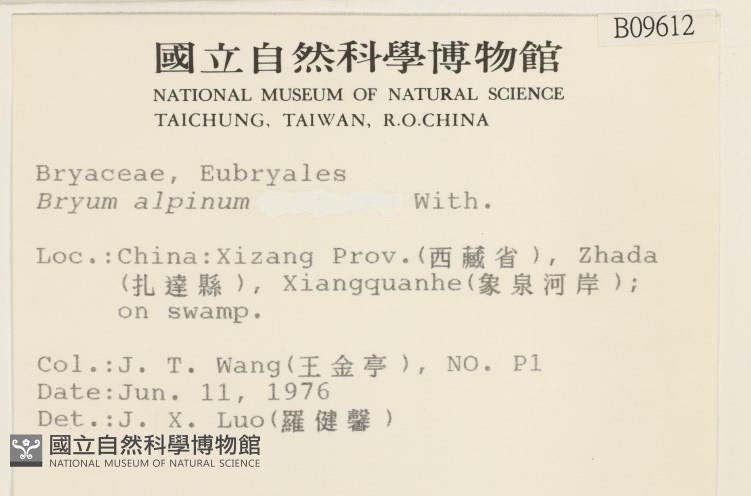 B09612
國立自然科學博物館
NATIONAL MUSEUM OF NATURAL SCIENCE
TAICHUNG, TAIWAN, R.O.CHINA
Bryaceae, Eubryales
Bryum alpinum With.
Loc.:China:Xizang Prov.(西藏省), Zhada
(扎達縣), Xiangquanhe(象泉河岸);
on swamp.
Col.:J. T. Wang(王金亭), NO. P1
Date:Jun. 11, 1976
Det.:J. X. Luo(羅健馨)
國立自然科學博物館
NATIONAL MUSEUM OF NATURAL SCIENCE